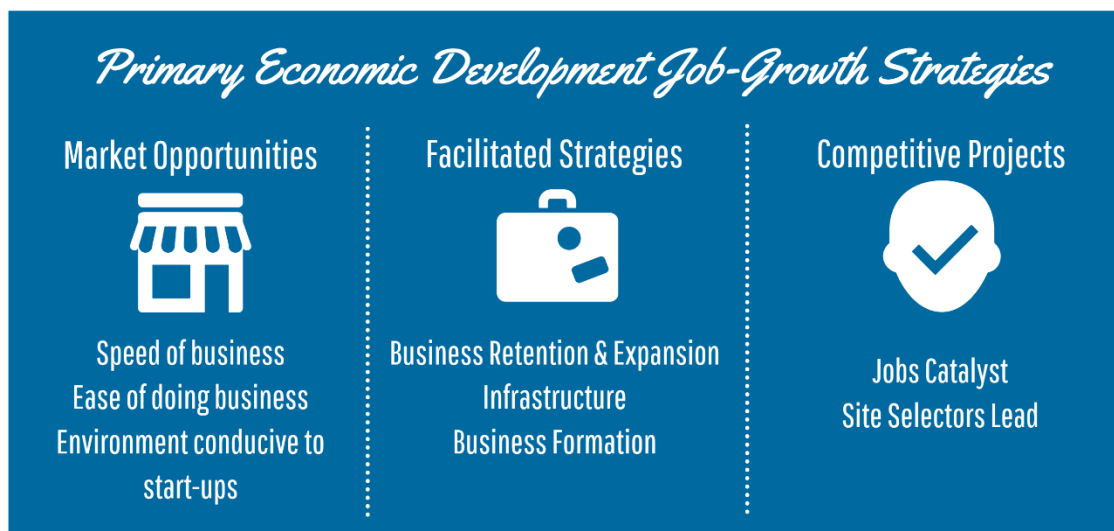 Primary Economic Development Job-Growth Strategies
Market Opportunities
Speed of business
Ease of doing business
Environment conducive to
start-ups
Facilitated Strategies
Business Retention & Expansion
Infrastructure
Business Formation
Competitive Projects
Jobs Catalyst
Site Selectors Lead